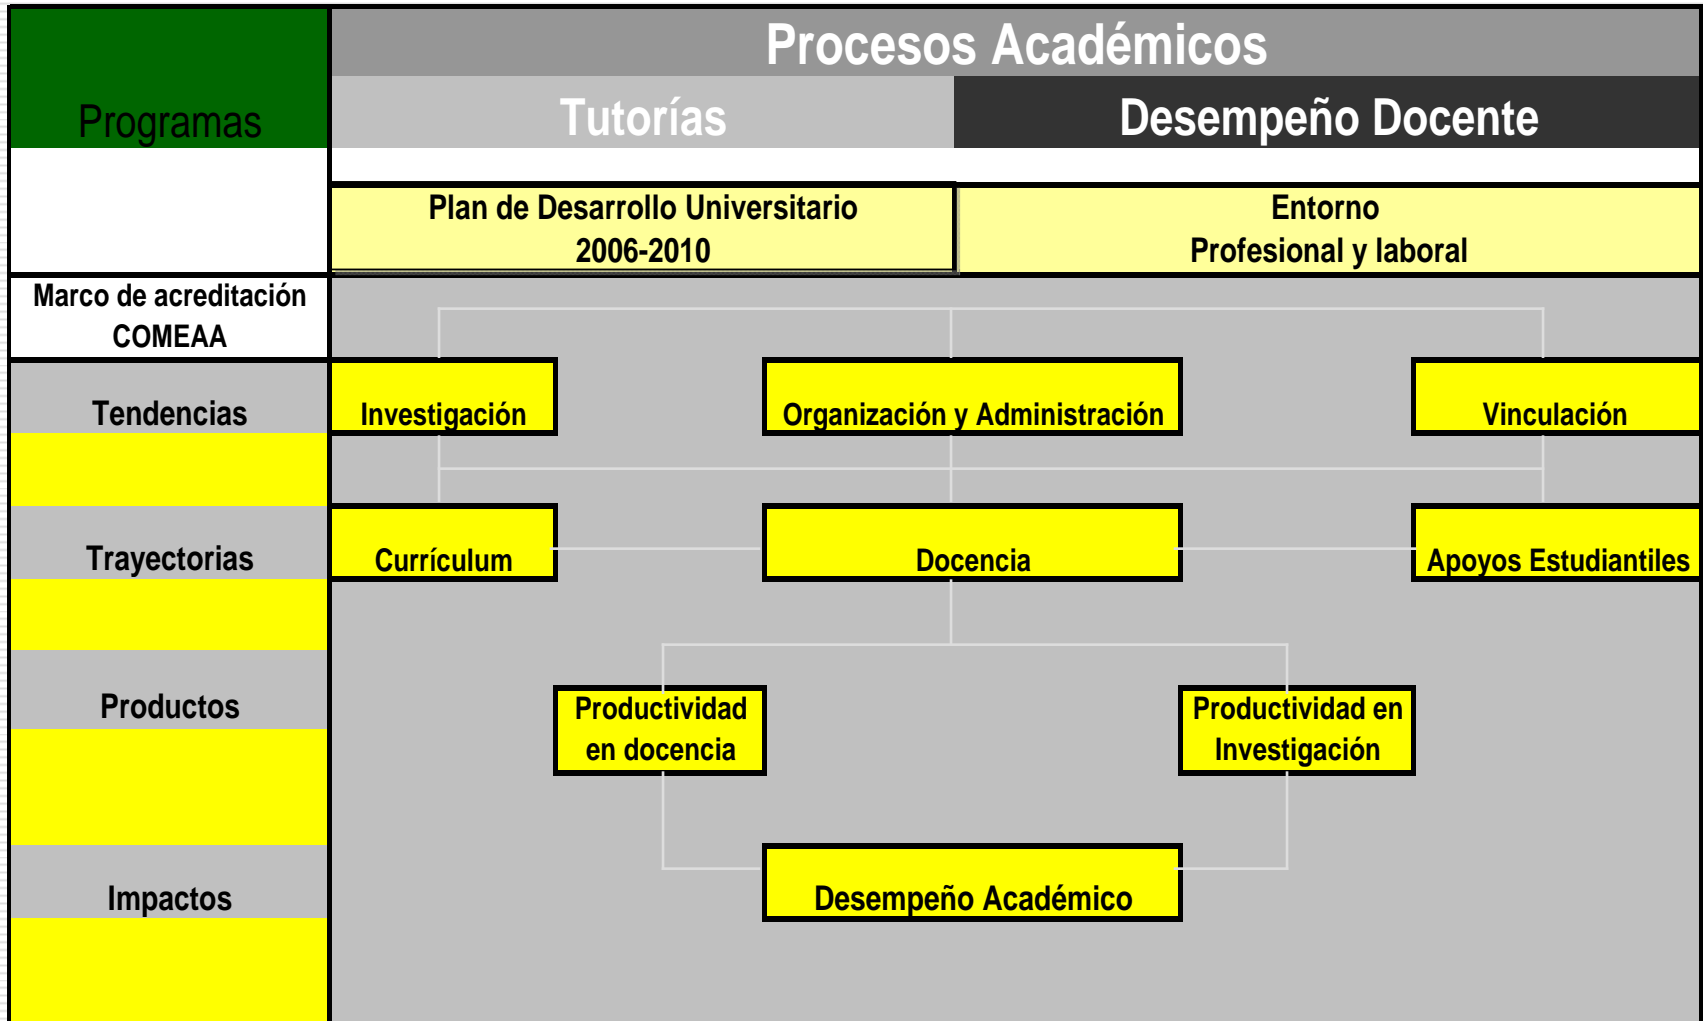 Procesos Académicos
Programas
Tutorías
Desempeño Docente
Plan de Desarrollo Universitario
2006-2010
Entorno
Profesional y laboral
Marco de acreditación
COMEAA
Tendencias
Investigación
Organización y Administración
Vinculación
Trayectorias
Currículum
Docencia
Apoyos Estudiantiles
Productos
Productividad
en docencia
Productividad en
Investigación
Impactos
Desempeño Académico